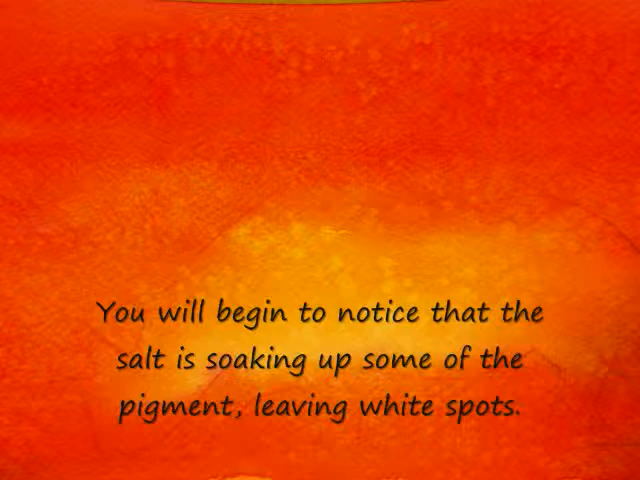 You will begin to notice that the
salt is soaking up some of the
pigment, leaving white spots.